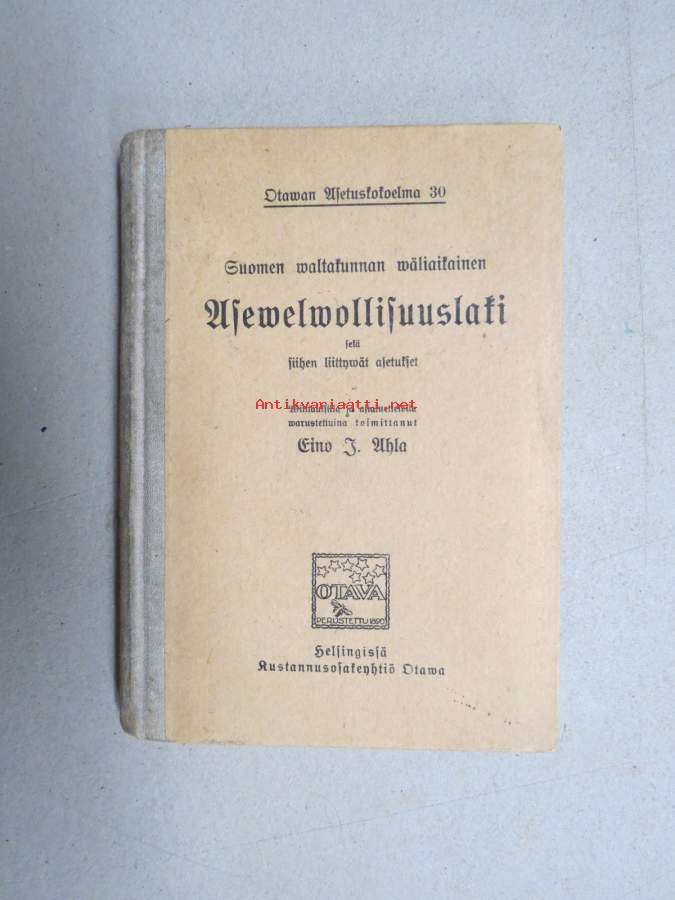 Otawan Asetuskokoelma 30
Suomen waltakunnan wäliaikainen
Asewelwollisuuslaki
sekä
siihen liittywät asetukset
Antikvariaatti.net
warustettuina toimittanut
Eino J. Ahla
OTAVA
PERUSTETTU 1890
Helsingissä
Kustannusosakeyhtiö Otawa